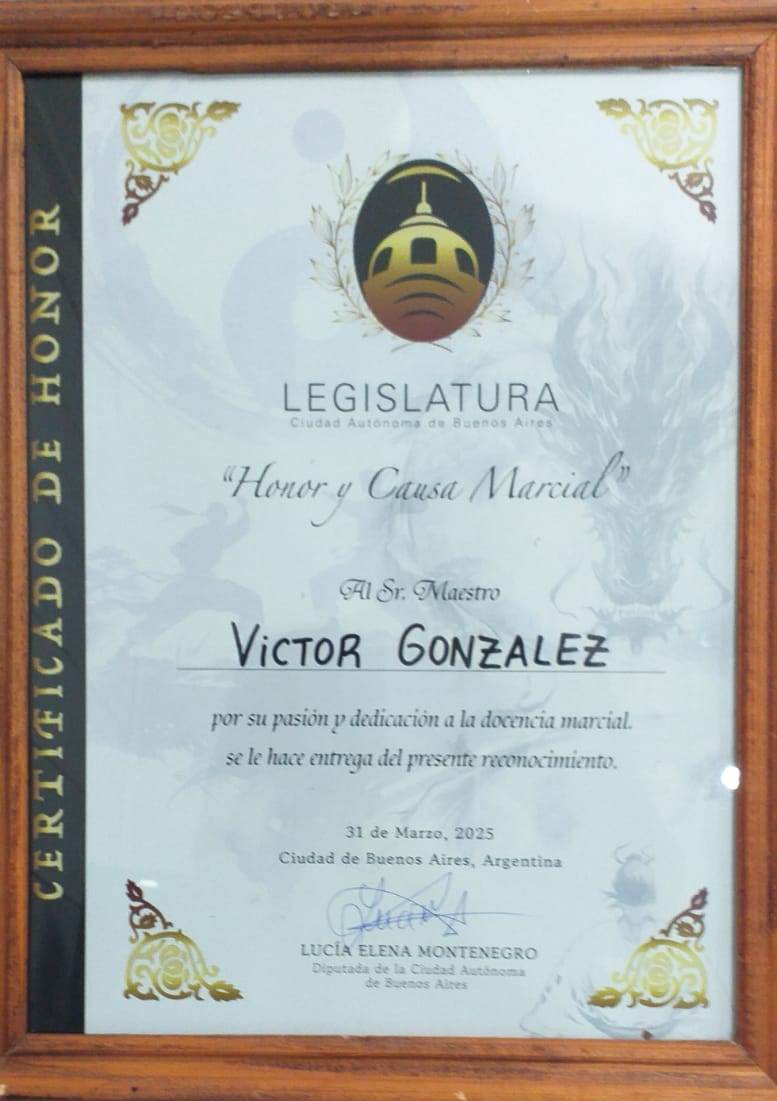 CERTIFICADO DE HONOR
LEGISLATURA
Ciudad Autónoma de Buenos Aires
“Honor y Causa Marcial”
Al Sr. Maestro
VICTOR GONZALEZ
por su pasión y dedicación a la docencia marcial.
se le hace entrega del presente reconocimiento.
31 de Marzo, 2025
Ciudad de Buenos Aires, Argentina
LUCÍA ELENA MONTENEGRO
Diputada de la Ciudad Autónoma
de Buenos Aires